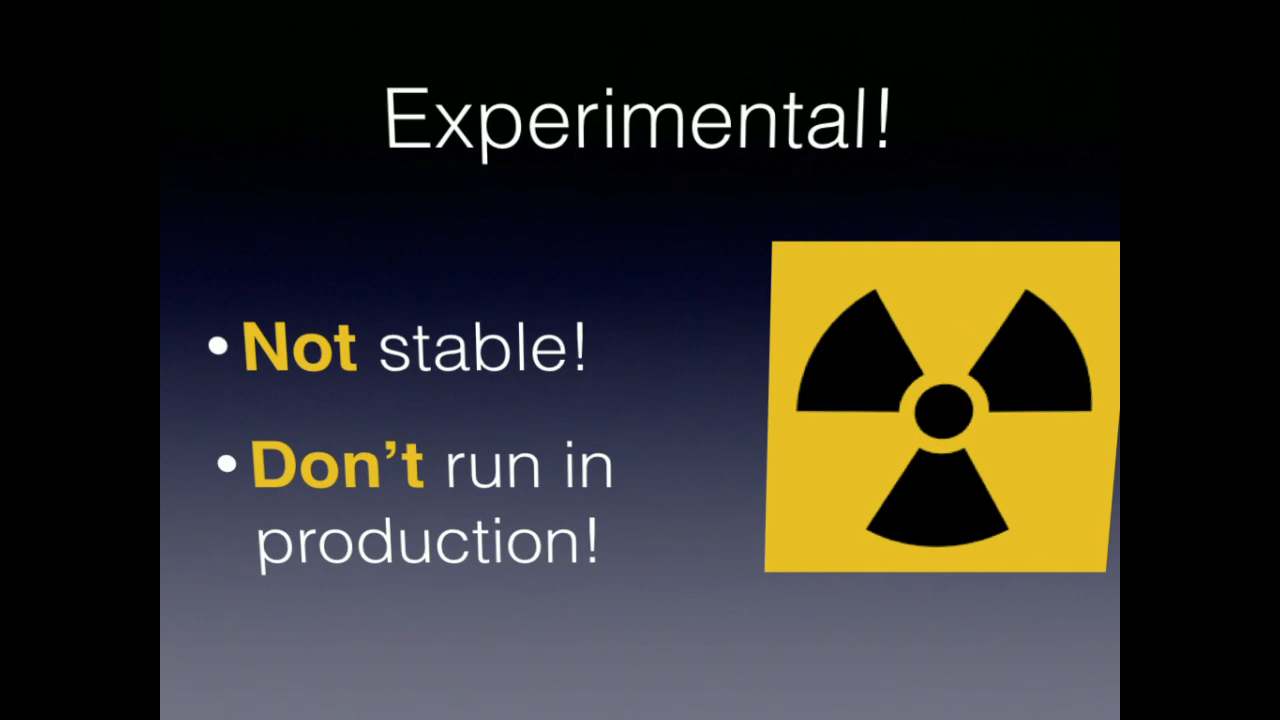 Experimental!
• Not stable!
• Don’t run in
production!